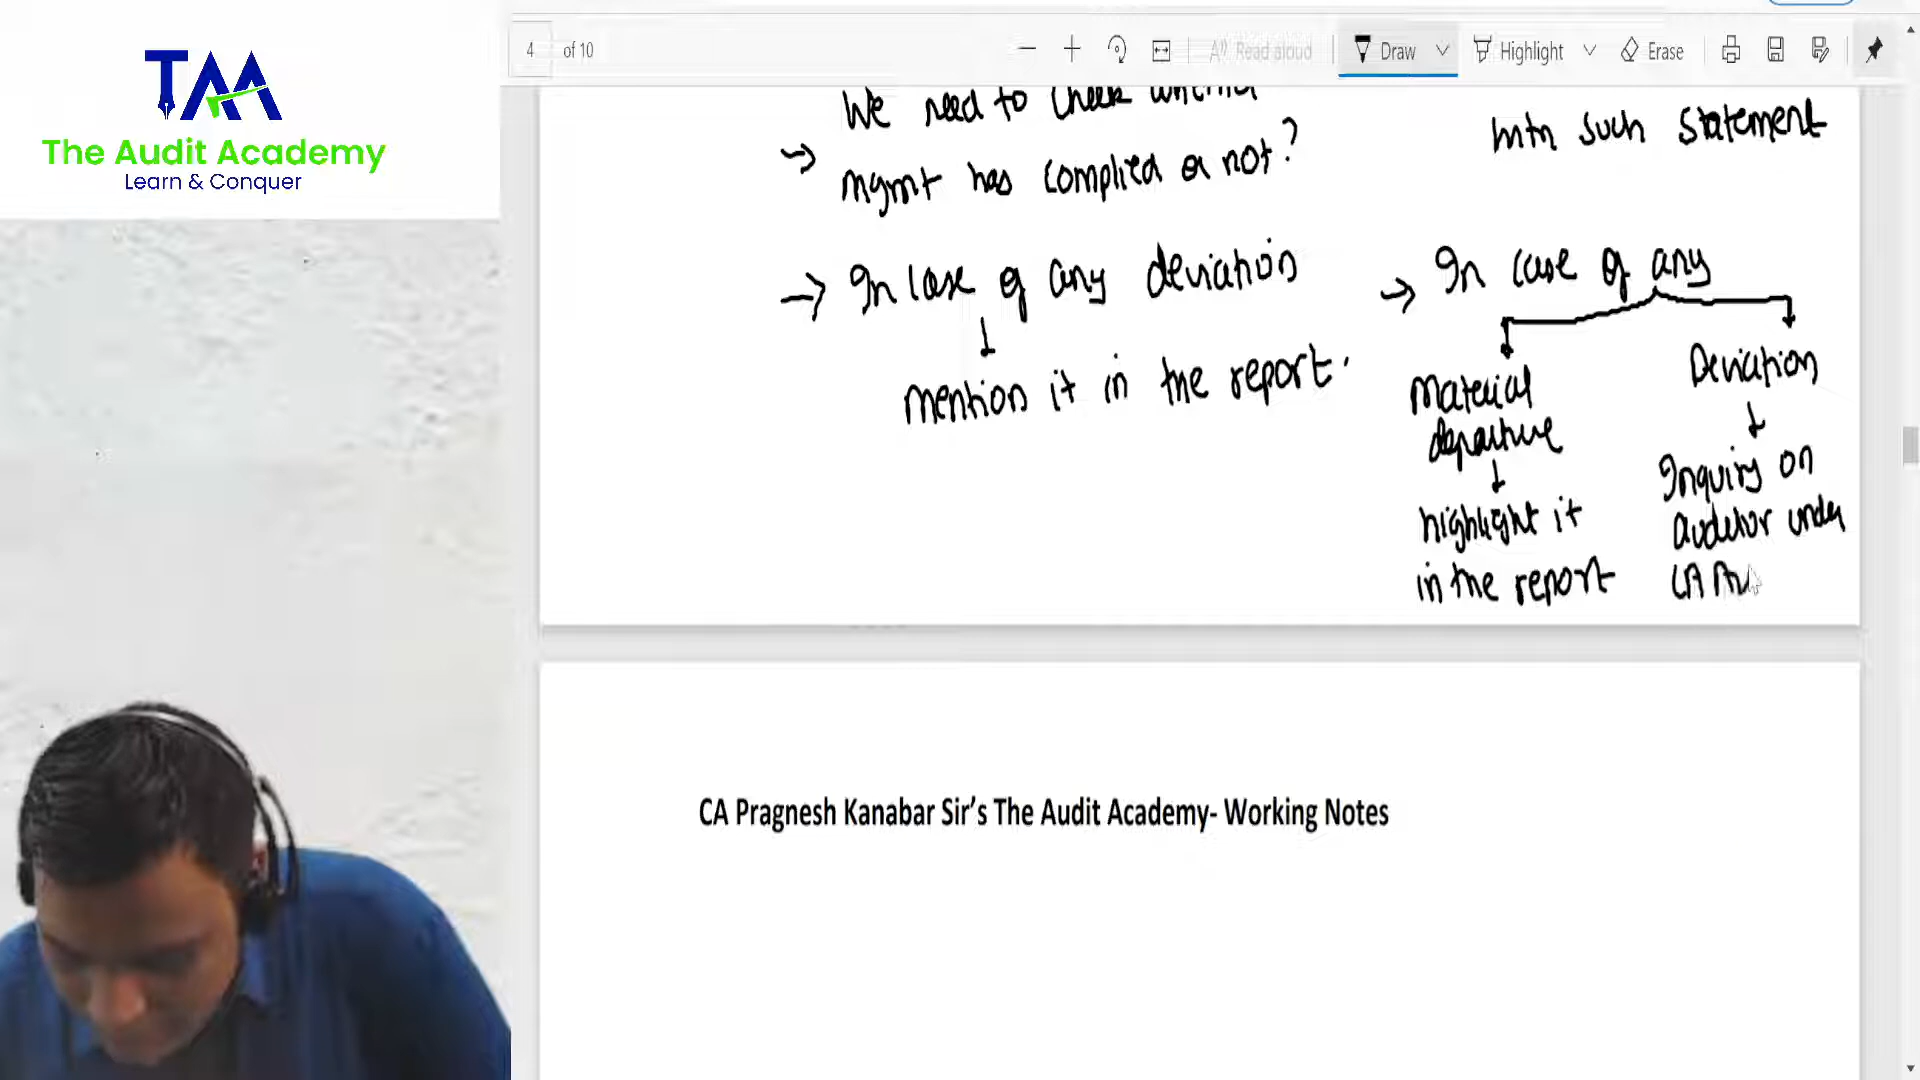 TAA
The Audit Academy
Learn & Conquer
4 of 10
Read aloud
Draw
Highlight
Erase
We need to check whether
→ mgmt has complied or not?
→ In case of any deviation
↓
mention it in the report.
mtn such statement
→ In case of any
Material
departure
↓
highlight it
in the report
Deviation
↓
Inquiry on
auditor under
CA
CA Pragnesh Kanabar Sir’s The Audit Academy- Working Notes